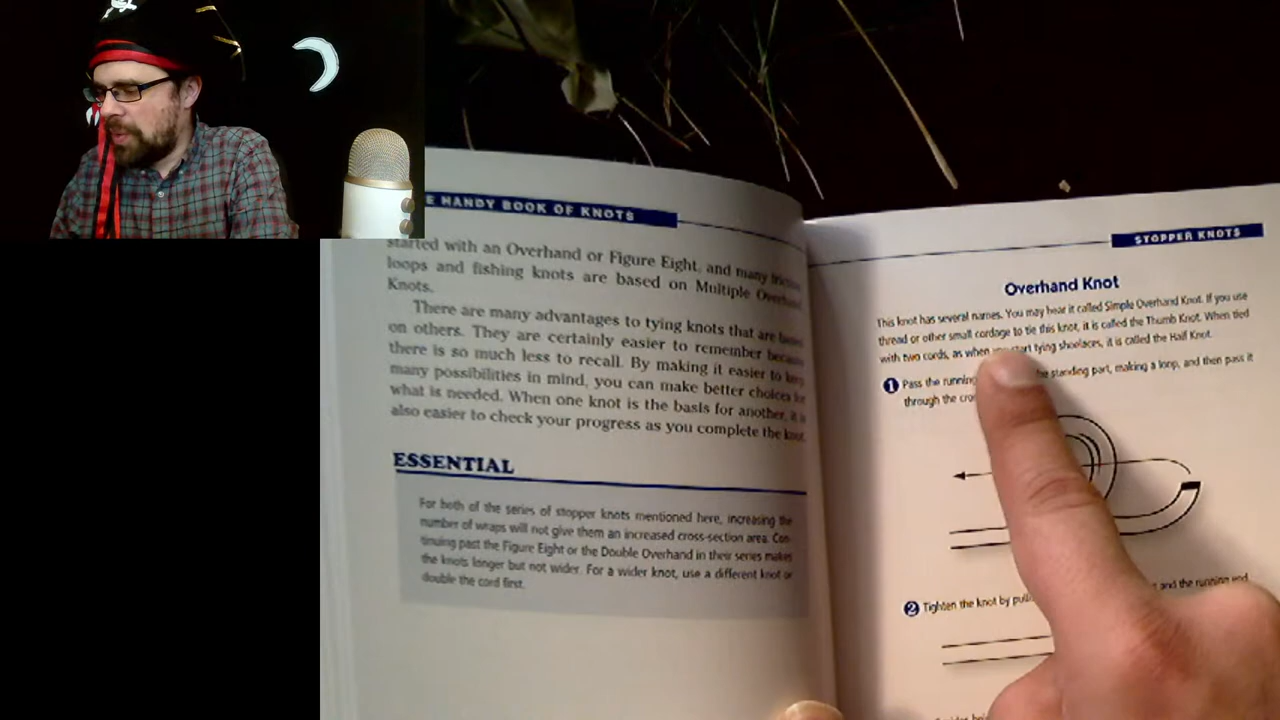 E HANDY BOOK OF KNOTS
started with an Overhand or Figure Eight, and many
loops and fishing knots are based on Multiple
Knots.
There are many advantages to tying knots that are
on others. They are certainly easier to remember
there is so much less to recall. By making it easier to
many possibilities in mind, you can make better choices
what is needed. When one knot is the basis for another, it
also easier to check your progress as you complete the
ESSENTIAL
For both of the series of stopper knots mentioned here, increasing the
number of wraps will not give them an increased cross-section area. Con-
tinuing past the Figure Eight or the Double Overhand in their series makes
the knots longer but not wider. For a wider knot, use a different knot or
double the cord first.
STOPPER KNOTS
Overhand Knot
This knot has several names. You may hear it called Simple Overhand Knot. If you use
thread or other small cordage to tie this knot, it is called the Thumb Knot. When tied
with two cords, as when you start tying shoelaces, it is called the Half Knot.
1 Pass the running the standing part, making a loop, and then pass it
through the
2 Tighten the knot by and the running end